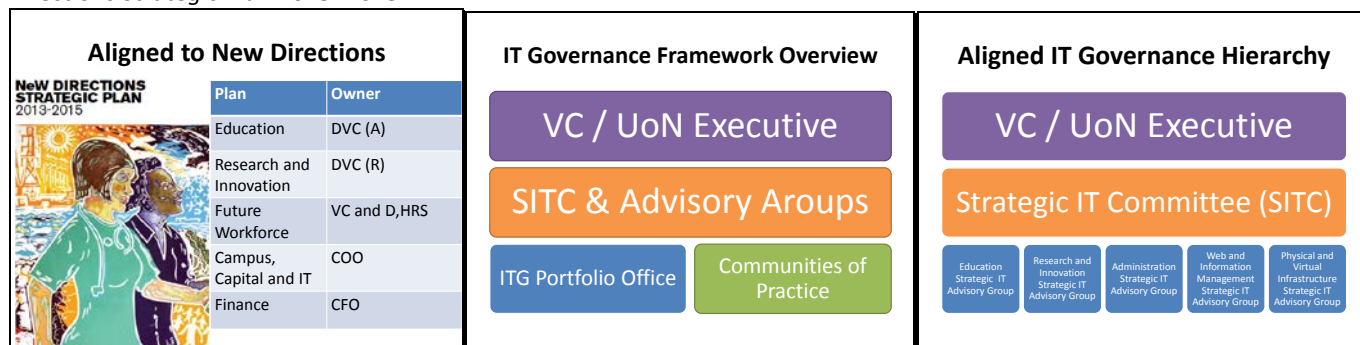 Aligned to New Directions
NeW DIRECTIONS
STRATEGIC PLAN
2013-2015
Plan Owner
Education DVC (A)
Research and DVC (R)
Innovation
Future VC and D,HRS
Workforce
Campus, COO
Capital and IT
Finance CFO
IT Governance Framework Overview
VC / UoN Executive
SITC & Advisory Aroups
ITG Portfolio Office
Communities of
Practice
Aligned IT Governance Hierarchy
VC / UoN Executive
Strategic IT Committee (SITC)
Education
Strategic IT
Advisory Group
Research and
Innovation
Strategic IT
Advisory Group
Administration
Strategic IT
Advisory Group
Web and
Information
Management
Strategic IT
Advisory Group
Physical and
Virtual
Infrastructure
Strategic IT
Advisory Group